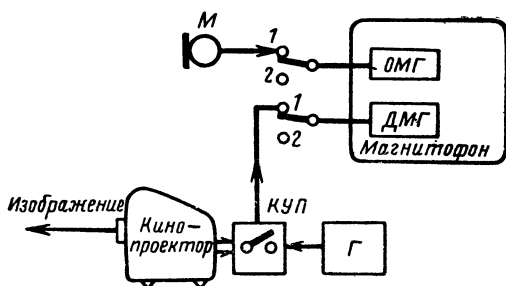 М
1
2
ОМГ
1
2
ДМГ
Магнитофон
Изображение
Кино-
проектор
КУП
Г